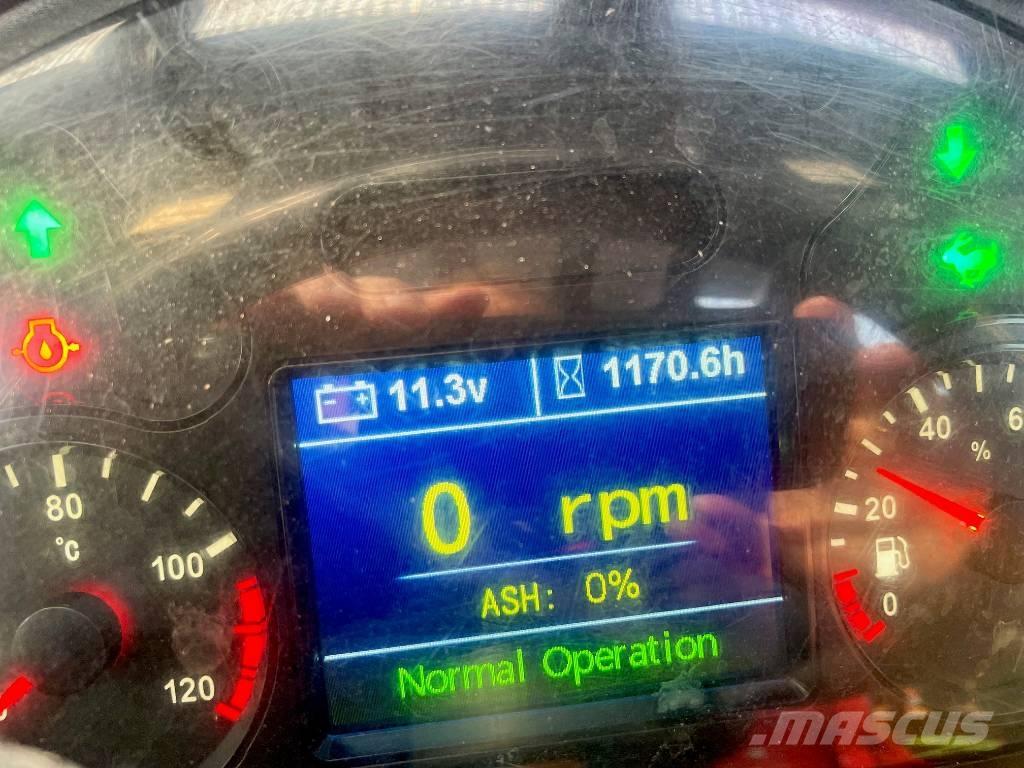 11.3v
1170.6h
0 rpm
ASH: 0%
Normal Operation
80
°C
100
120
40
%
20
0
MASCUS